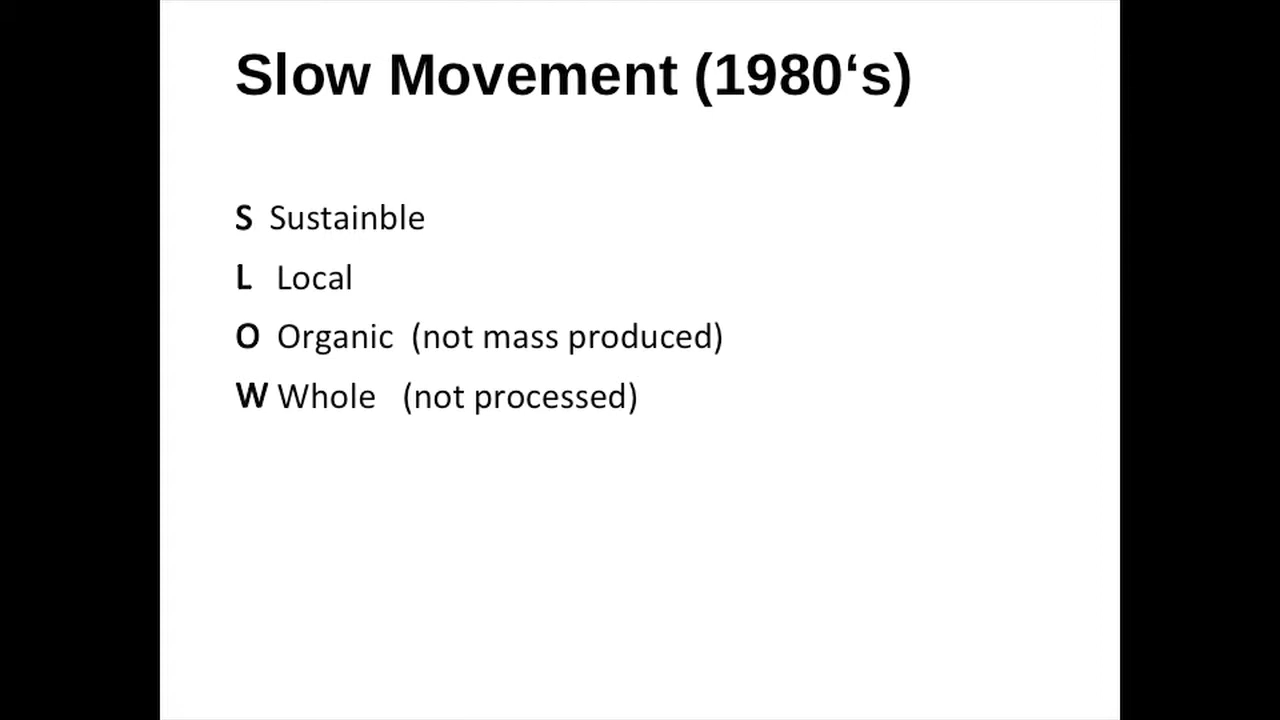 Slow Movement (1980‘s)
S Sustainble
L Local
O Organic (not mass produced)
W Whole (not processed)